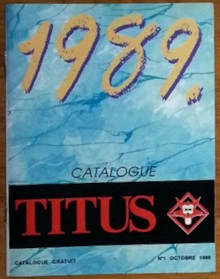 1989.
CATALOGUE
TITUS
CATALOGUE GRATUIT N°1 OCTOBRE 1988